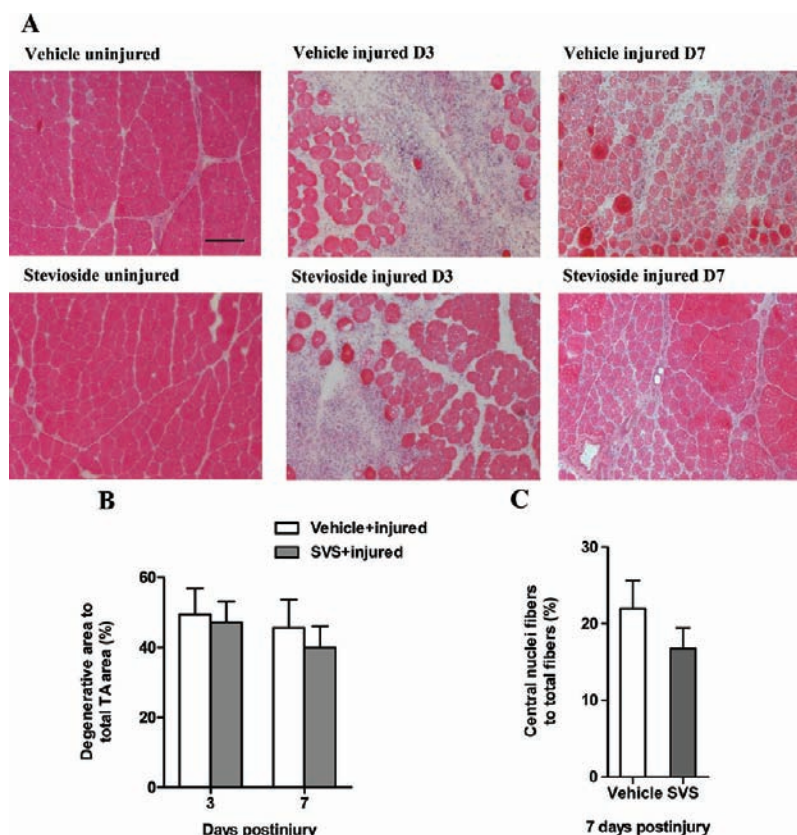 A
Vehicle uninjured
Vehicle injured D3
Vehicle injured D7
Stevioside uninjured
Stevioside injured D3
Stevioside injured D7
B
Vehicle+injured
SVS+injured
Degenerative area to
total TA area (%)
60
40
20
0
3
7
Days postinjury
C
Central nuclei fibers
to total fibers (%)
30
20
10
0
Vehicle SVS
7 days postinjury